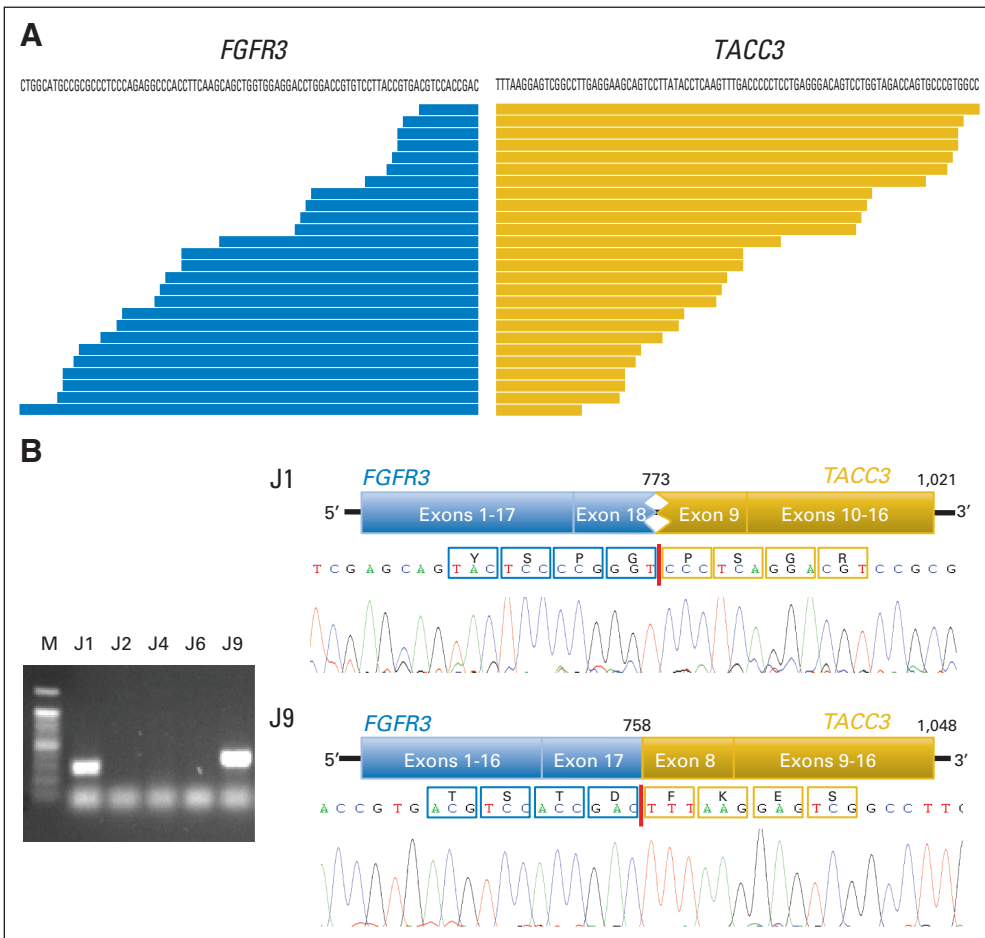 A
FGFR3 TACC3
CTGGCATGCCGCGCCCTCCCAGAGGCCCACCTTCAAGCAGCTGGTGGAGGACCTGGACCGTGTCCTTACCGTGACGTCCACCGAC TTTAAGGAGTCGGCCTTGAGGAAGCAGTCCTTATACCTCAAGTTTGACCCCCTCCTGAGGGACAGTCCTGGTAGACCAGTGCCCGTGGCC
B
J1
FGFR3 773 TACC3 1,021
5' Exons 1-17 Exon 18 Exon 9 Exons 10-16 3'
Y S P G P S G R
T C G A G C A G T A C T C C C C G G G T C C C T C A G G A C G T C C G C G
M J1 J2 J4 J6 J9
J9
FGFR3 758 TACC3 1,048
5' Exons 1-16 Exon 17 Exon 8 Exons 9-16 3'
T S T D F K E S
A C C G T G A C G T C C A C C G A C T T T A A G G A G T C G G C C T T